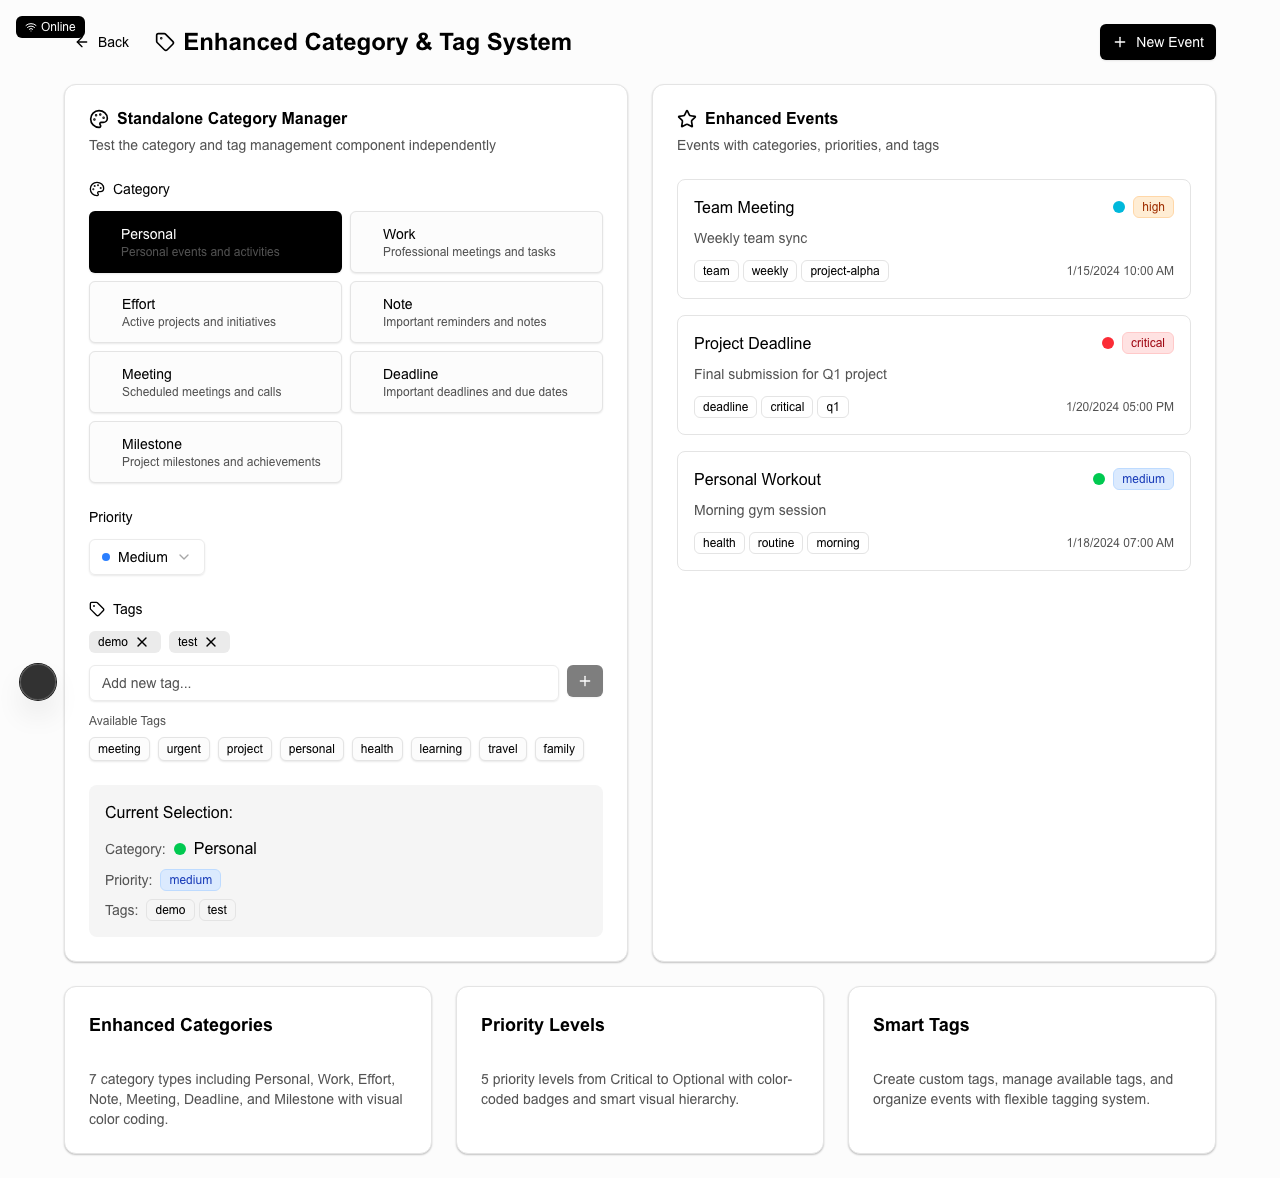 Online
Back
Enhanced Category & Tag System
New Event
Standalone Category Manager
Test the category and tag management component independently
Category
Personal
Personal events and activities
Work
Professional meetings and tasks
Effort
Active projects and initiatives
Note
Important reminders and notes
Meeting
Scheduled meetings and calls
Deadline
Important deadlines and due dates
Milestone
Project milestones and achievements
Priority
Medium
Tags
demo
test
Add new tag...
Available Tags
meeting urgent project personal health learning travel family
Current Selection:
Category: Personal
Priority: medium
Tags: demo test
Enhanced Events
Events with categories, priorities, and tags
Team Meeting
high
Weekly team sync
team weekly project-alpha
1/15/2024 10:00 AM
Project Deadline
critical
Final submission for Q1 project
deadline critical q1
1/20/2024 05:00 PM
Personal Workout
medium
Morning gym session
health routine morning
1/18/2024 07:00 AM
Enhanced Categories
7 category types including Personal, Work, Effort,
Note, Meeting, Deadline, and Milestone with visual
color coding.
Priority Levels
5 priority levels from Critical to Optional with color-
coded badges and smart visual hierarchy.
Smart Tags
Create custom tags, manage available tags, and
organize events with flexible tagging system.